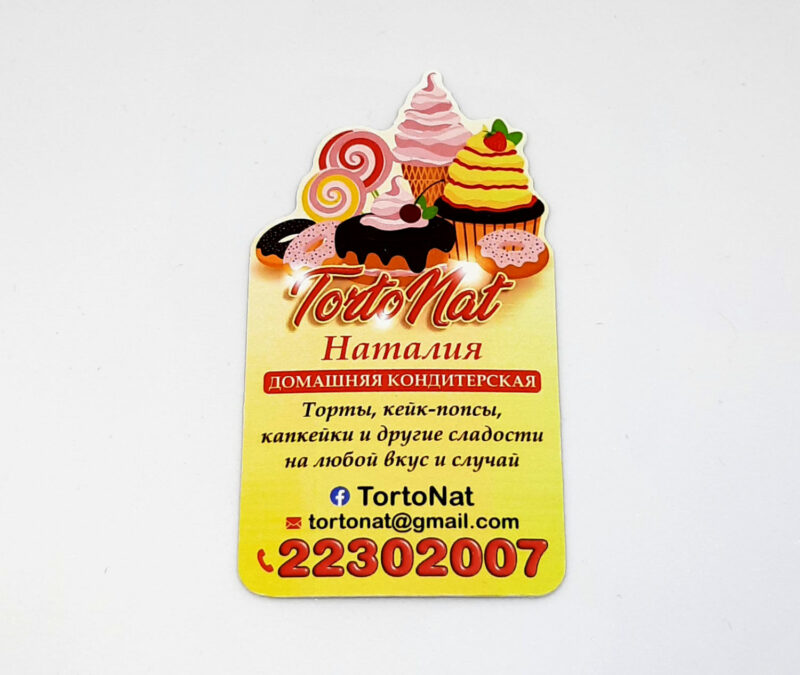 TortoNat
Наталия
ДОМАШНЯЯ КОНДИТЕРСКАЯ
Торты, кейк-попсы,
капкейки и другие сладости
на любой вкус и случай
TortoNat
tortonat@gmail.com
22302007